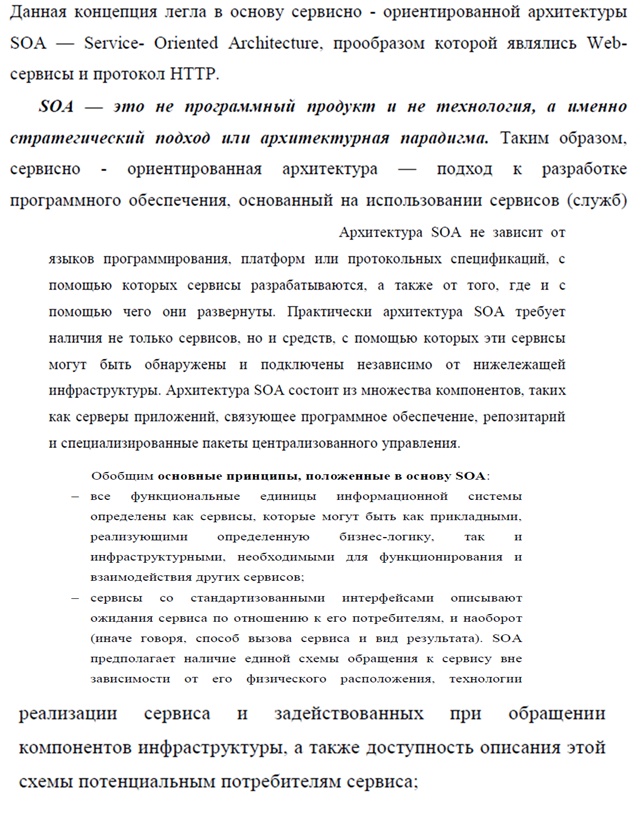 Данная концепция легла в основу сервисно - ориентированной архитектуры
SOA — Service- Oriented Architecture, прообразом которой являлись Web-
сервисы и протокол HTTP.
SOA — это не программный продукт и не технология, а именно
стратегический подход или архитектурная парадигма. Таким образом,
сервисно - ориентированная архитектура — подход к разработке
программного обеспечения, основанный на использовании сервисов (служб)
Архитектура SOA не зависит от
языков программирования, платформ или протокольных спецификаций, с
помощью которых сервисы разрабатываются, а также от того, где и с
помощью чего они развернуты. Практически архитектура SOA требует
наличия не только сервисов, но и средств, с помощью которых эти сервисы
могут быть обнаружены и подключены независимо от нижележащей
инфраструктуры. Архитектура SOA состоит из множества компонентов, таких
как серверы приложений, связующее программное обеспечение, репозитарий
и специализированные пакеты централизованного управления.
Обобщим основные принципы, положенные в основу SOA:
– все функциональные единицы информационной системы
определены как сервисы, которые могут быть как прикладными,
реализующими определенную бизнес-логику, так и
инфраструктурными, необходимыми для функционирования и
взаимодействия других сервисов;
– сервисы со стандартизованными интерфейсами описывают
ожидания сервиса по отношению к его потребителям, и наоборот
(иначе говоря, способ вызова сервиса и вид результата). SOA
предполагает наличие единой схемы обращения к сервису вне
зависимости от его физического расположения, технологии
реализации сервиса и задействованных при обращении
компонентов инфраструктуры, а также доступность описания этой
схемы потенциальным потребителям сервиса;